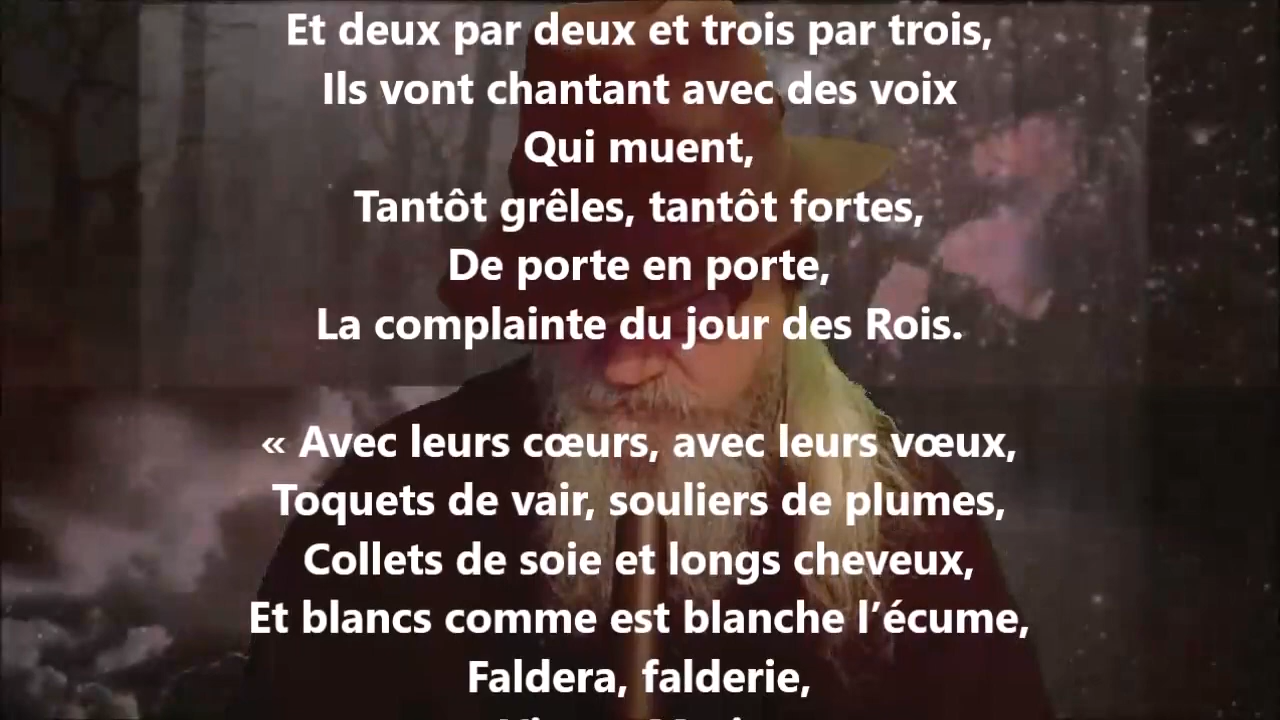 Et deux par deux et trois par trois,
Ils vont chantant avec des voix
Qui muent,
Tantôt grêles, tantôt fortes,
De porte en porte,
La complainte du jour des Rois.
« Avec leurs cœurs, avec leurs vœux,
Toquets de vair, souliers de plumes,
Collets de soie et longs cheveux,
Et blancs comme est blanche l’écume,
Faldera, falderie,